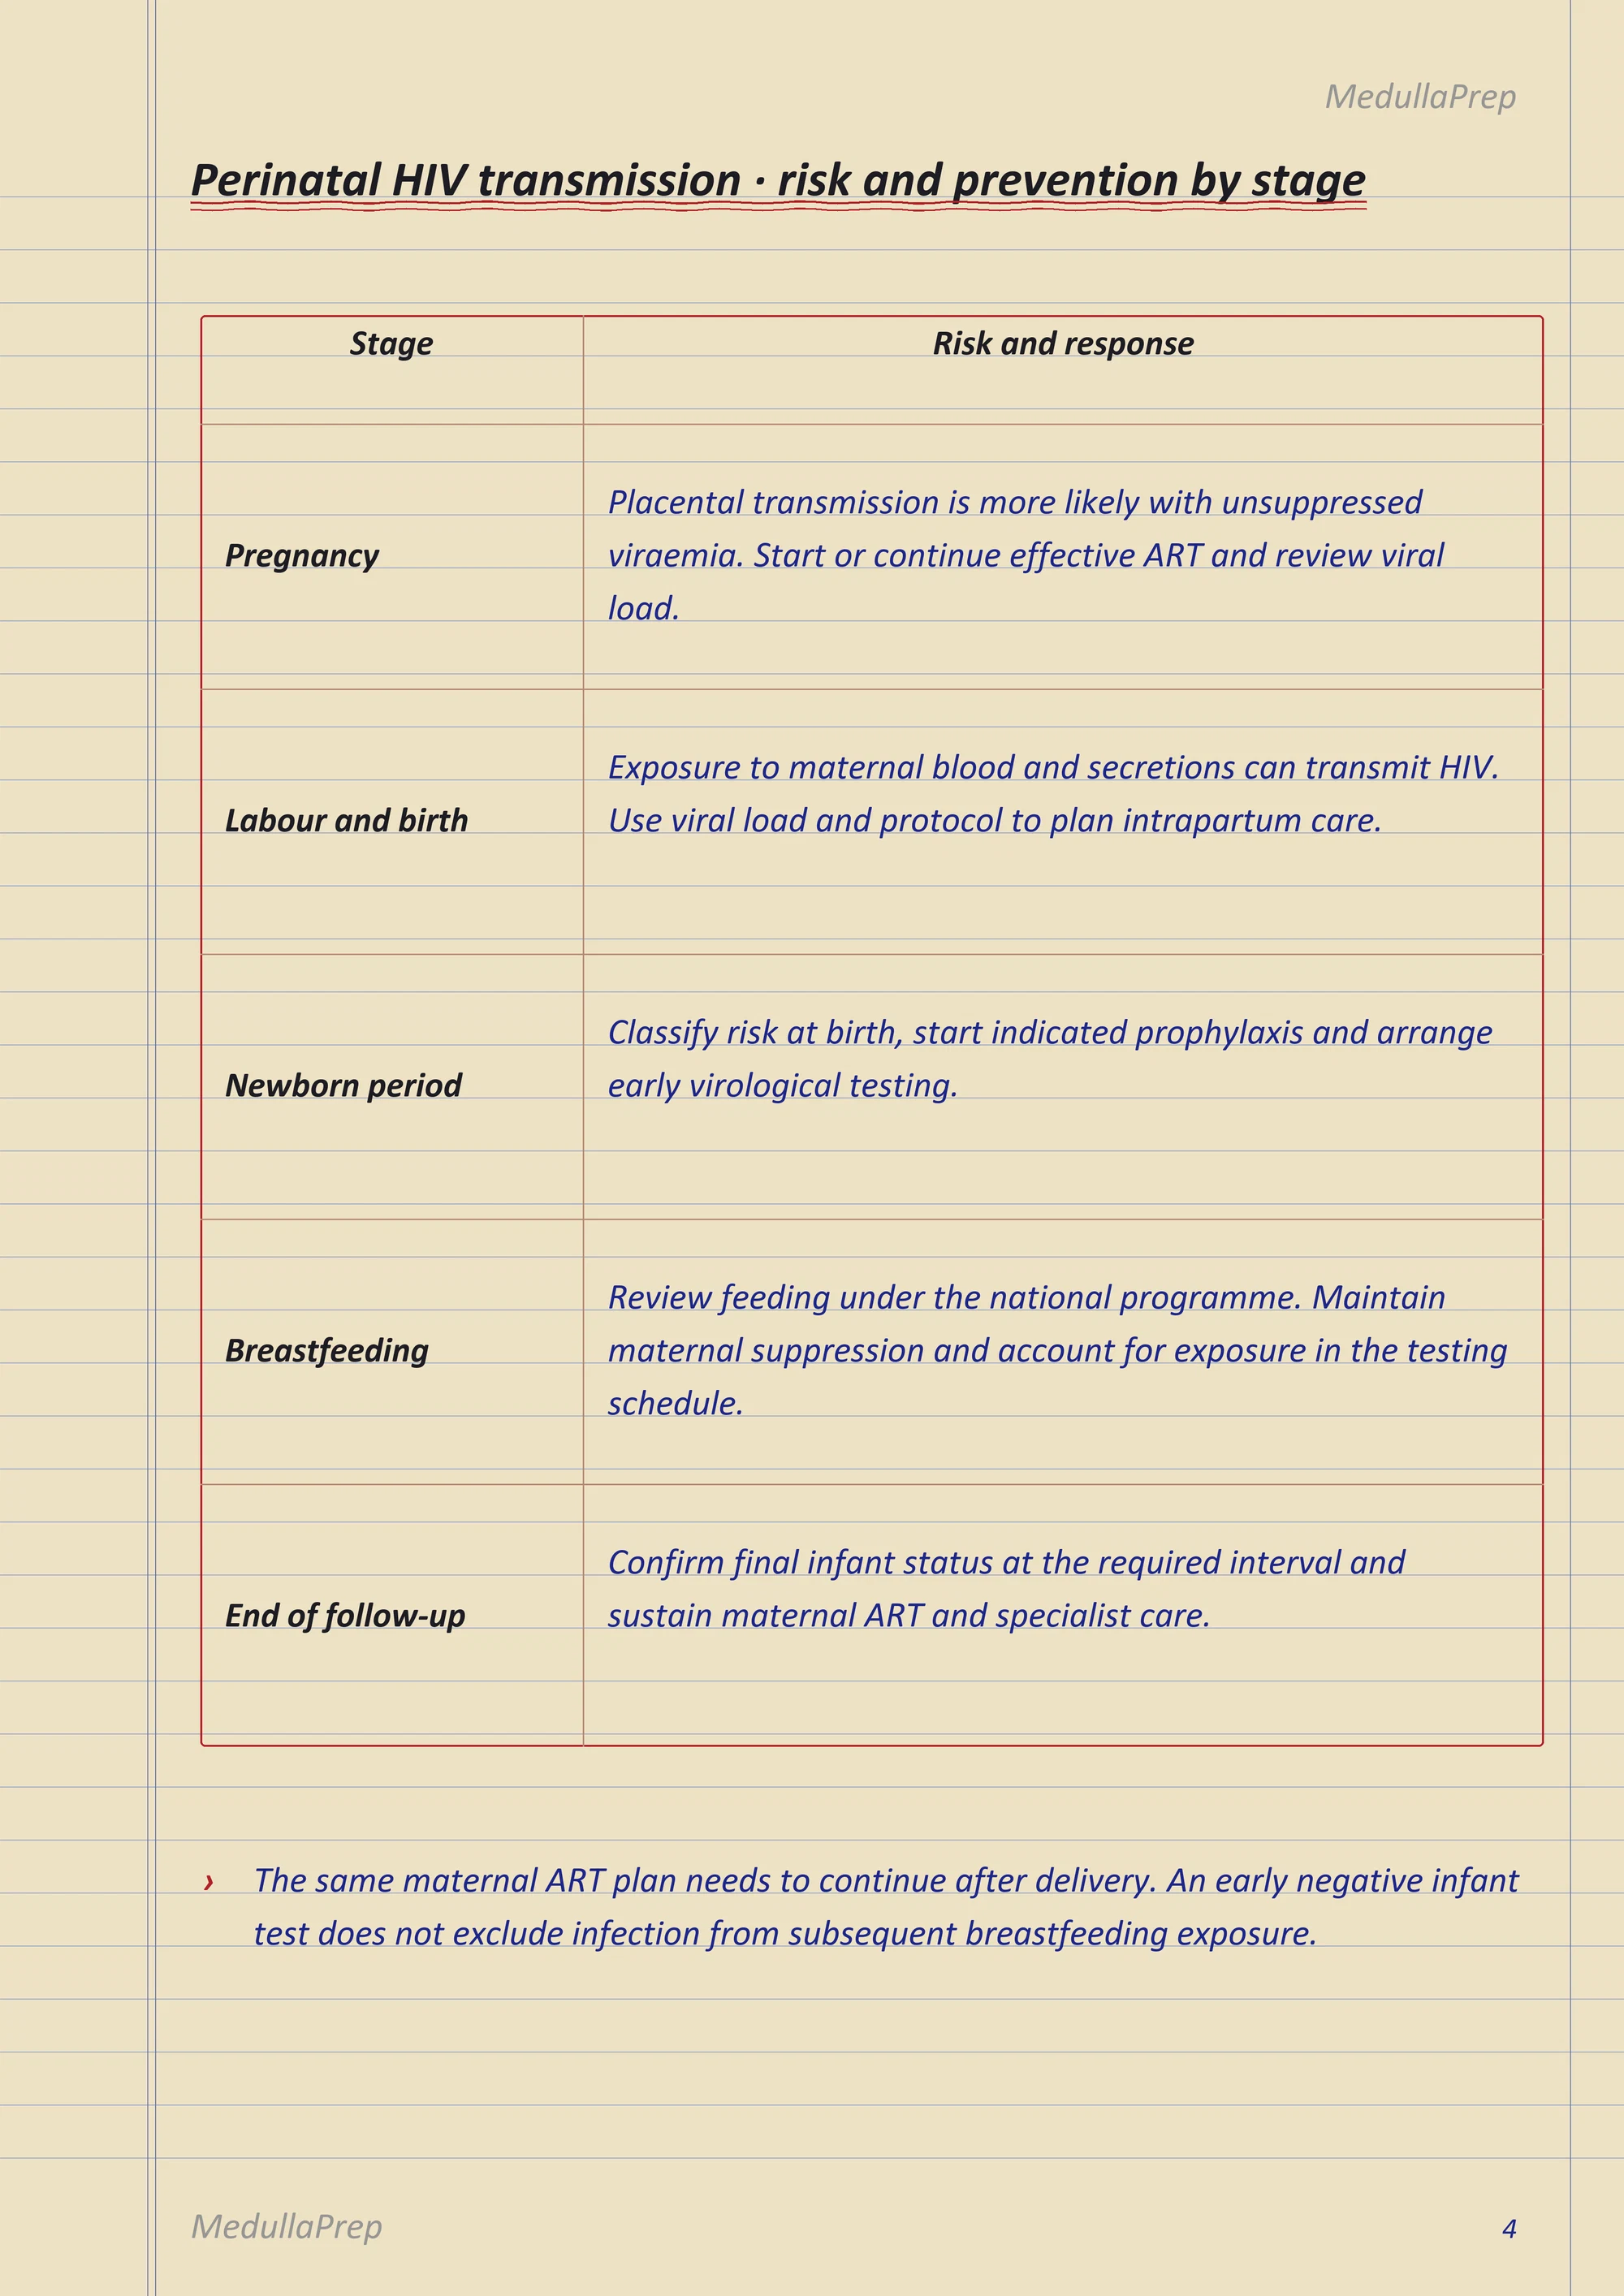 MedullaPrep
Perinatal HIV transmission · risk and prevention by stage
Stage
Risk and response
Pregnancy
Placental transmission is more likely with unsuppressed
viraemia. Start or continue effective ART and review viral
load.
Labour and birth
Exposure to maternal blood and secretions can transmit HIV.
Use viral load and protocol to plan intrapartum care.
Newborn period
Classify risk at birth, start indicated prophylaxis and arrange
early virological testing.
Breastfeeding
Review feeding under the national programme. Maintain
maternal suppression and account for exposure in the testing
schedule.
End of follow-up
Confirm final infant status at the required interval and
sustain maternal ART and specialist care.
› The same maternal ART plan needs to continue after delivery. An early negative infant
test does not exclude infection from subsequent breastfeeding exposure.
MedullaPrep
4